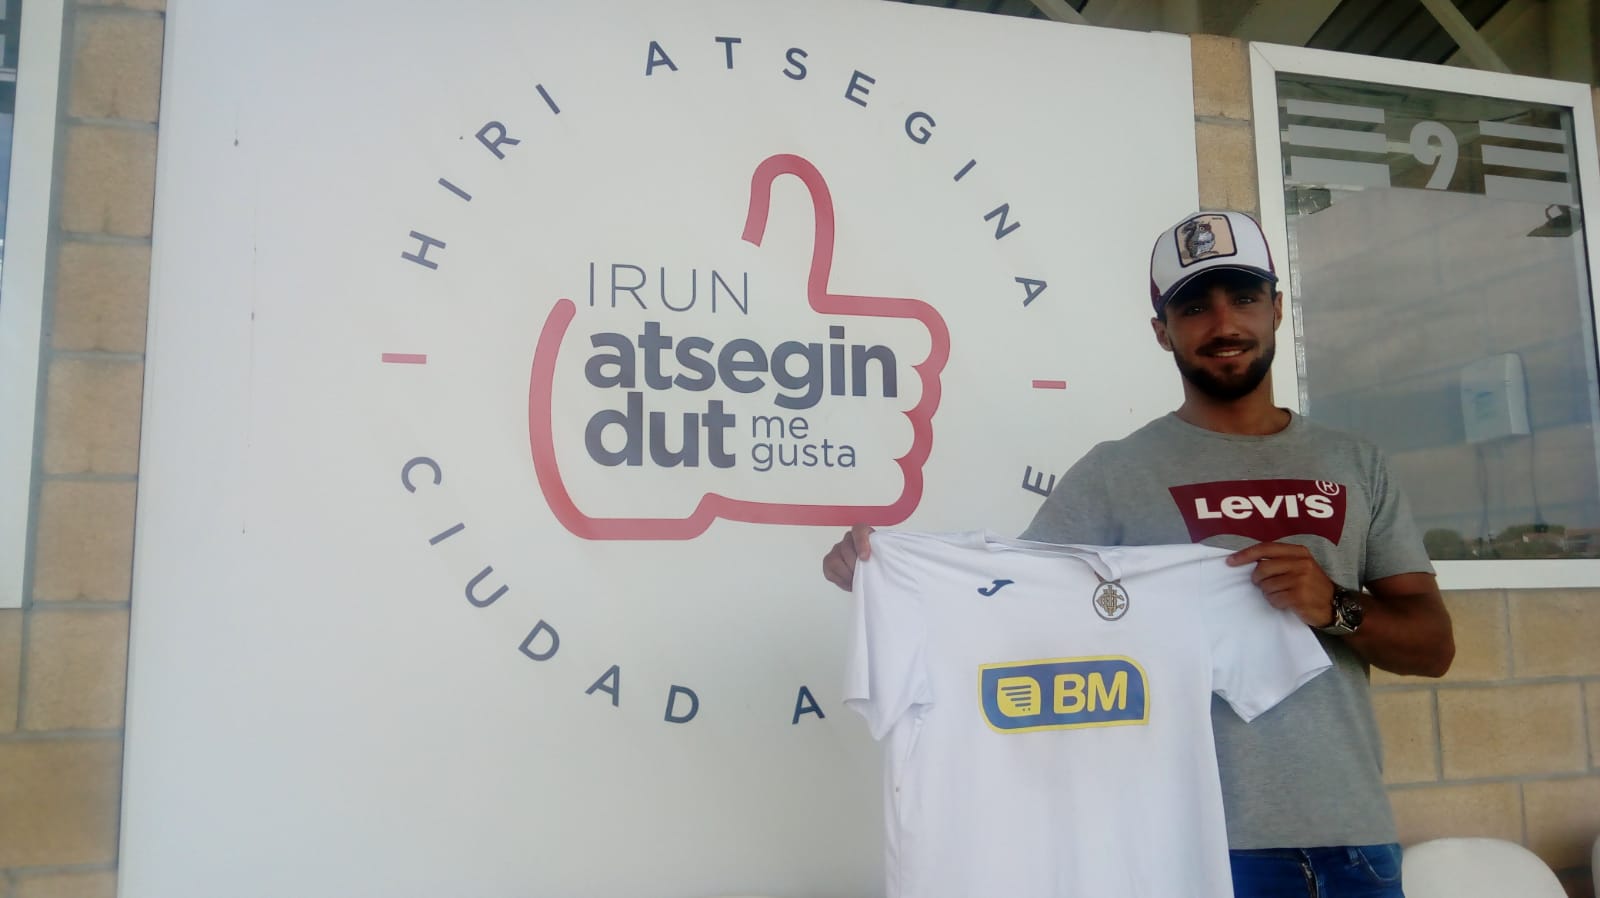 HIRI ATSEGINA
IRUN
atsegin
dut me
gusta
CIUDAD A
E
9
LEVI'S®
BM